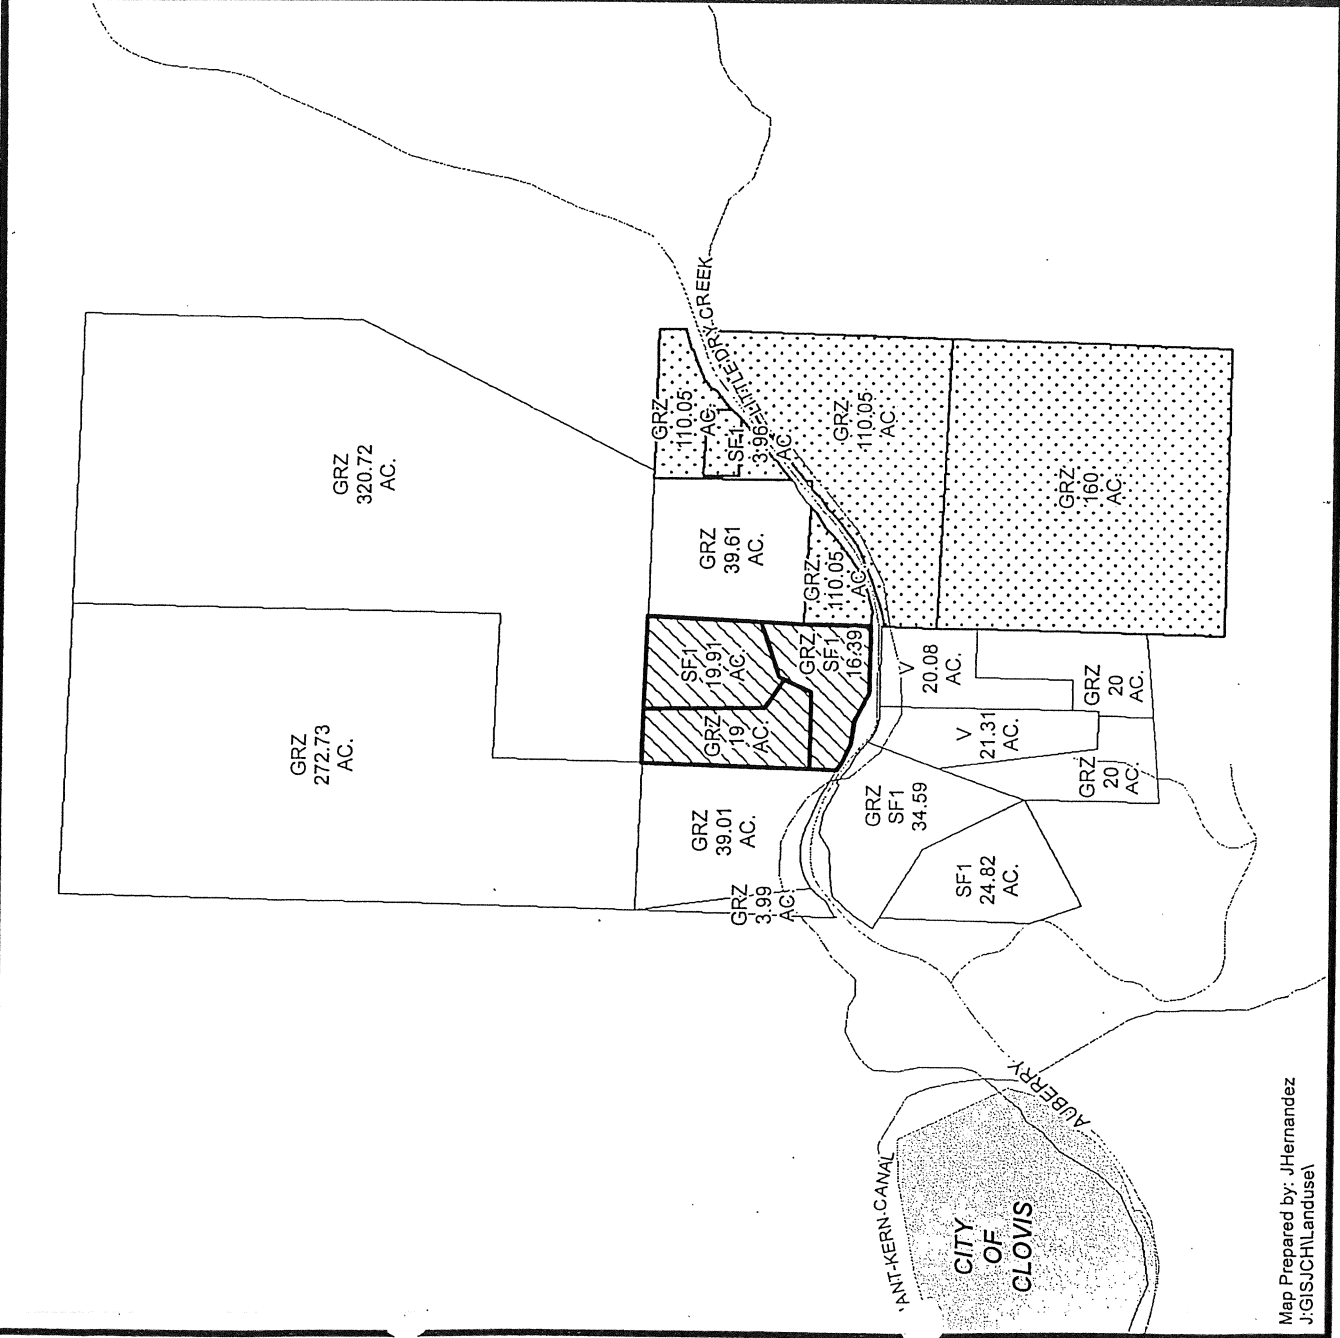 GRZ
320.72
AC.
GRZ
272.73
AC.
LITTLE DRY CREEK
GRZ
110.05
AC.
SF1
3.96
AC.
GRZ
110.05
AC.
GRZ
160
AC.
GRZ
39.61
AC.
GRZ
110.05
AC.
SF1
19.91
AC.
GRZ
SF1
16.39
GRZ
19
AC.
V
20.08
AC.
GRZ
20
AC.
V
21.31
AC.
GRZ
20
AC.
GRZ
39.01
AC.
GRZ
SF1
34.59
GRZ
3.99
AC.
SF1
24.82
AC.
AUBERRY
ANT-KERN CANAL
CITY
OF
CLOVIS
Map Prepared by: JHernandez
J:GISJCH\Landuse\